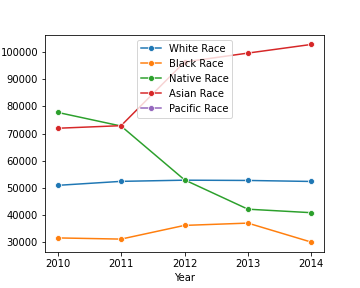 100000
90000
80000
70000
60000
50000
40000
30000
White Race
Black Race
Native Race
Asian Race
Pacific Race
2010 2011 2012 2013 2014
Year